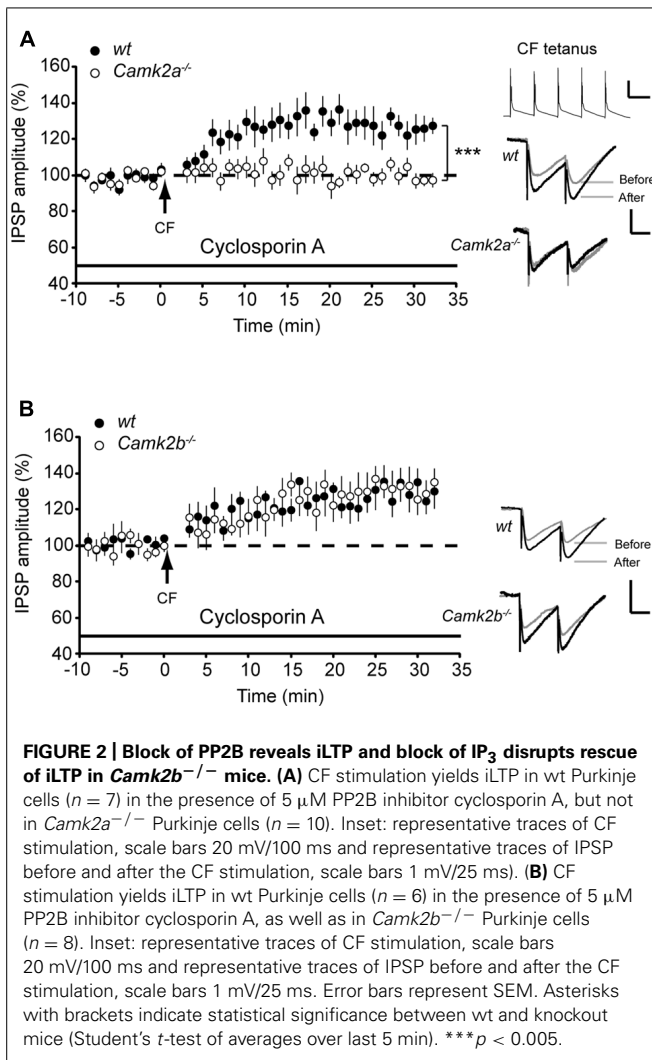 A
wt
Camk2a-/-
IPSP amplitude (%)
160
140
120
100
80
60
40
***
CF
Cyclosporin A
-10 -5 0 5 10 15 20 25 30 35
Time (min)
CF tetanus
wt
Before
After
Camk2a-/-
B
wt
Camk2b-/-
IPSP amplitude (%)
160
140
120
100
80
60
40
CF
Cyclosporin A
-10 -5 0 5 10 15 20 25 30 35
Time (min)
wt
Before
After
Camk2b-/-
FIGURE 2 | Block of PP2B reveals iLTP and block of IP3 disrupts rescue
of iLTP in Camk2b−/− mice. (A) CF stimulation yields iLTP in wt Purkinje
cells (n = 7) in the presence of 5 μM PP2B inhibitor cyclosporin A, but not
in Camk2a−/− Purkinje cells (n = 10). Inset: representative traces of CF
stimulation, scale bars 20 mV/100 ms and representative traces of IPSP
before and after the CF stimulation, scale bars 1 mV/25 ms). (B) CF
stimulation yields iLTP in wt Purkinje cells (n = 6) in the presence of 5 μM
PP2B inhibitor cyclosporin A, as well as in Camk2b−/− Purkinje cells
(n = 8). Inset: representative traces of CF stimulation, scale bars
20 mV/100 ms and representative traces of IPSP before and after the CF
stimulation, scale bars 1 mV/25 ms. Error bars represent SEM. Asterisks
with brackets indicate statistical significance between wt and knockout
mice (Student's t-test of averages over last 5 min). ***p < 0.005.